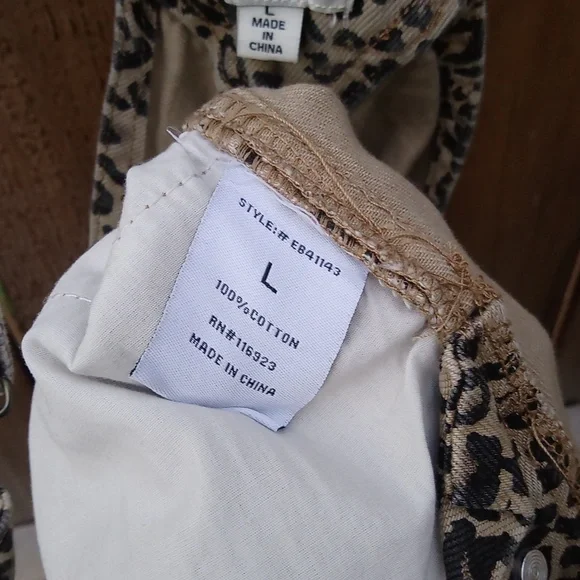 L
MADE
IN
CHINA
STYLE:# EB41143
L
100%COTTON
RN#116923
MADE IN CHINA